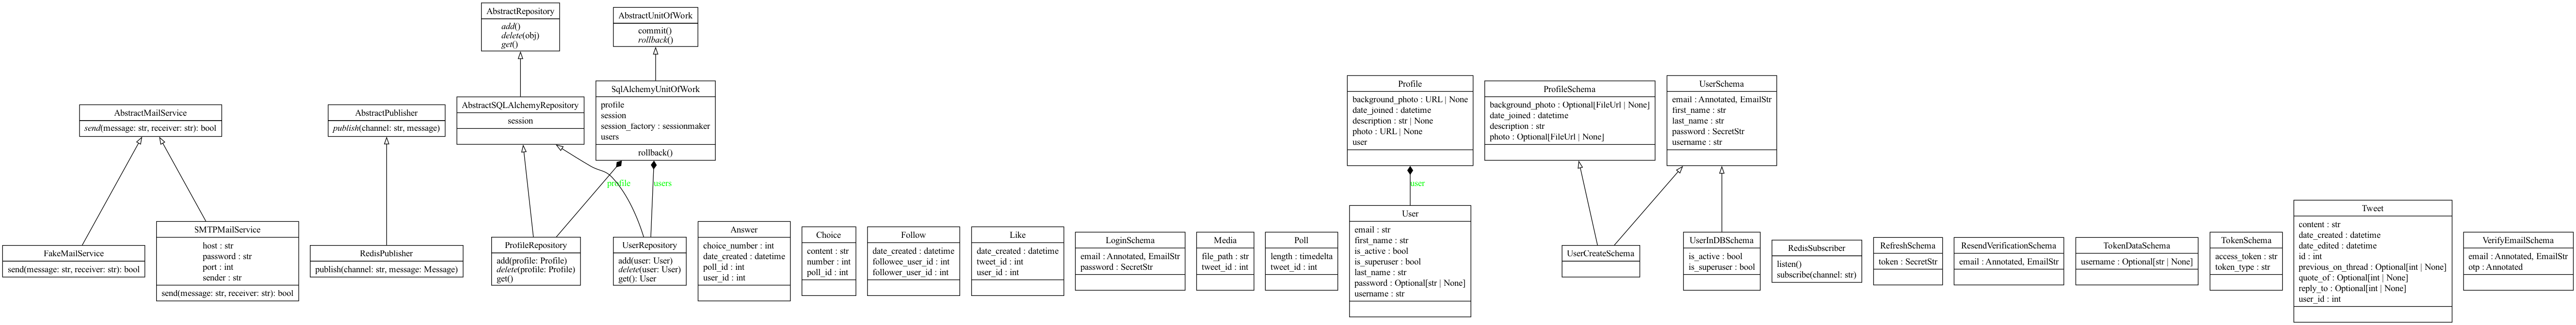 AbstractRepository
add()
delete(obj)
get()
AbstractUnitOfWork
commit()
rollback()
AbstractMailService
send(message: str, receiver: str): bool
AbstractPublisher
publish(channel: str, message)
AbstractSQLAlchemyRepository
session
SqlAlchemyUnitOfWork
profile
session
session_factory : sessionmaker
users
rollback()
Profile
background_photo : URL | None
date_joined : datetime
description : str | None
photo : URL | None
user
ProfileSchema
background_photo : Optional[FileUrl | None]
date_joined : datetime
description : str
photo : Optional[FileUrl | None]
UserSchema
email : Annotated, EmailStr
first_name : str
last_name : str
password : SecretStr
username : str
profile
users
user
FakeMailService
send(message: str, receiver: str): bool
SMTPMailService
host : str
password : str
port : int
sender : str
send(message: str, receiver: str): bool
RedisPublisher
publish(channel: str, message: Message)
ProfileRepository
add(profile: Profile)
delete(profile: Profile)
get()
UserRepository
add(user: User)
delete(user: User)
get(): User
Answer
choice_number : int
date_created : datetime
poll_id : int
user_id : int
Choice
content : str
number : int
poll_id : int
Follow
date_created : datetime
followee_user_id : int
follower_user_id : int
Like
date_created : datetime
tweet_id : int
user_id : int
LoginSchema
email : Annotated, EmailStr
password : SecretStr
Media
file_path : str
tweet_id : int
Poll
length : timedelta
tweet_id : int
User
email : str
first_name : str
is_active : bool
is_superuser : bool
last_name : str
password : Optional[str | None]
username : str
UserCreateSchema
UserInDBSchema
is_active : bool
is_superuser : bool
RedisSubscriber
listen()
subscribe(channel: str)
RefreshSchema
token : SecretStr
ResendVerificationSchema
email : Annotated, EmailStr
TokenDataSchema
username : Optional[str | None]
TokenSchema
access_token : str
token_type : str
Tweet
content : str
date_created : datetime
date_edited : datetime
id : int
previous_on_thread : Optional[int | None]
quote_of : Optional[int | None]
reply_to : Optional[int | None]
user_id : int
VerifyEmailSchema
email : Annotated, EmailStr
otp : Annotated